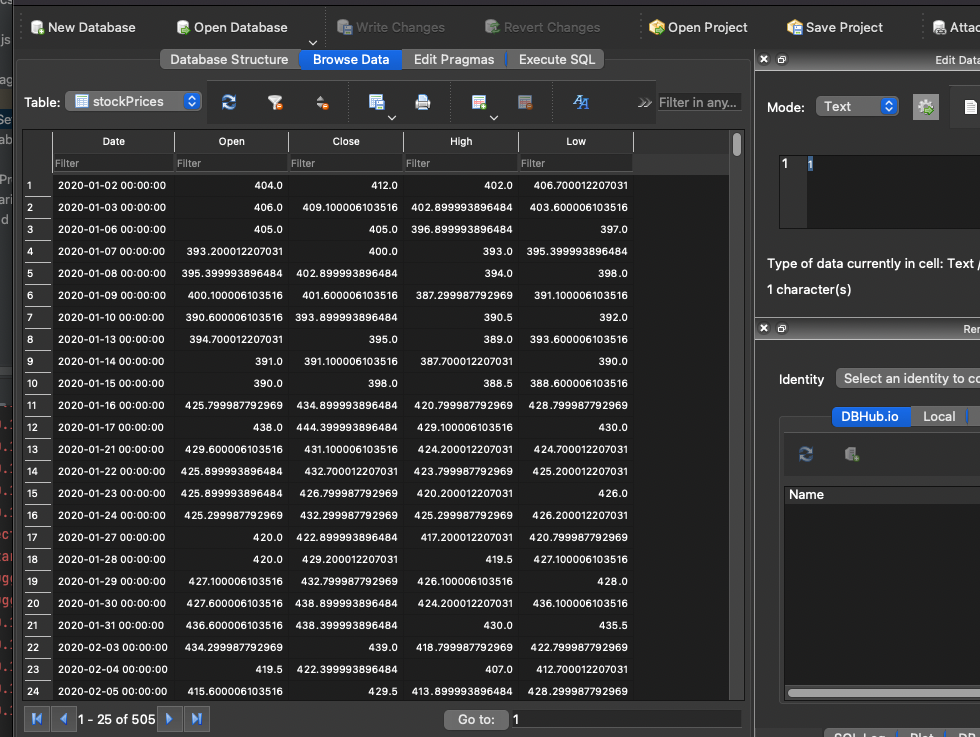 New Database Open Database Write Changes Revert Changes Open Project Save Project Attac
Database Structure Browse Data Edit Pragmas Execute SQL
Edit Data
Table: stockPrices Filter in any...
Mode: Text
Date Open Close High Low
Filter Filter Filter Filter Filter
1 1
1 2020-01-02 00:00:00 404.0 412.0 402.0 406.700012207031
2 2020-01-03 00:00:00 406.0 409.100006103516 402.899993896484 403.600006103516
3 2020-01-06 00:00:00 405.0 405.0 396.899993896484 397.0
4 2020-01-07 00:00:00 393.200012207031 400.0 393.0 395.399993896484
5 2020-01-08 00:00:00 395.399993896484 402.899993896484 394.0 398.0
6 2020-01-09 00:00:00 400.100006103516 401.600006103516 387.299987792969 391.100006103516
7 2020-01-10 00:00:00 390.600006103516 393.899993896484 390.5 392.0
8 2020-01-13 00:00:00 394.700012207031 395.0 389.0 393.600006103516
9 2020-01-14 00:00:00 391.0 391.100006103516 387.700012207031 390.0
10 2020-01-15 00:00:00 390.0 398.0 388.5 388.600006103516
11 2020-01-16 00:00:00 425.799987792969 434.899993896484 420.799987792969 428.799987792969
12 2020-01-17 00:00:00 438.0 444.399993896484 429.100006103516 430.0
13 2020-01-21 00:00:00 429.600006103516 431.100006103516 424.200012207031 424.700012207031
14 2020-01-22 00:00:00 425.899993896484 432.700012207031 423.799987792969 425.200012207031
15 2020-01-23 00:00:00 425.899993896484 426.799987792969 420.200012207031 426.0
16 2020-01-24 00:00:00 425.299987792969 432.299987792969 425.299987792969 426.200012207031
17 2020-01-27 00:00:00 420.0 422.899993896484 417.200012207031 420.799987792969
18 2020-01-28 00:00:00 420.0 429.200012207031 419.5 427.100006103516
19 2020-01-29 00:00:00 427.100006103516 432.799987792969 426.100006103516 428.0
20 2020-01-30 00:00:00 427.600006103516 438.899993896484 424.200012207031 436.100006103516
21 2020-01-31 00:00:00 436.600006103516 438.399993896484 430.0 435.5
22 2020-02-03 00:00:00 434.299987792969 439.0 418.799987792969 422.799987792969
23 2020-02-04 00:00:00 419.5 422.399993896484 407.0 412.700012207031
24 2020-02-05 00:00:00 415.600006103516 429.5 413.899993896484 428.299987792969
1 - 25 of 505 Go to: 1
Type of data currently in cell: Text /
1 character(s)
Rer
Identity Select an identity to co
DBHub.io Local
Name
SQL Log Plot DB